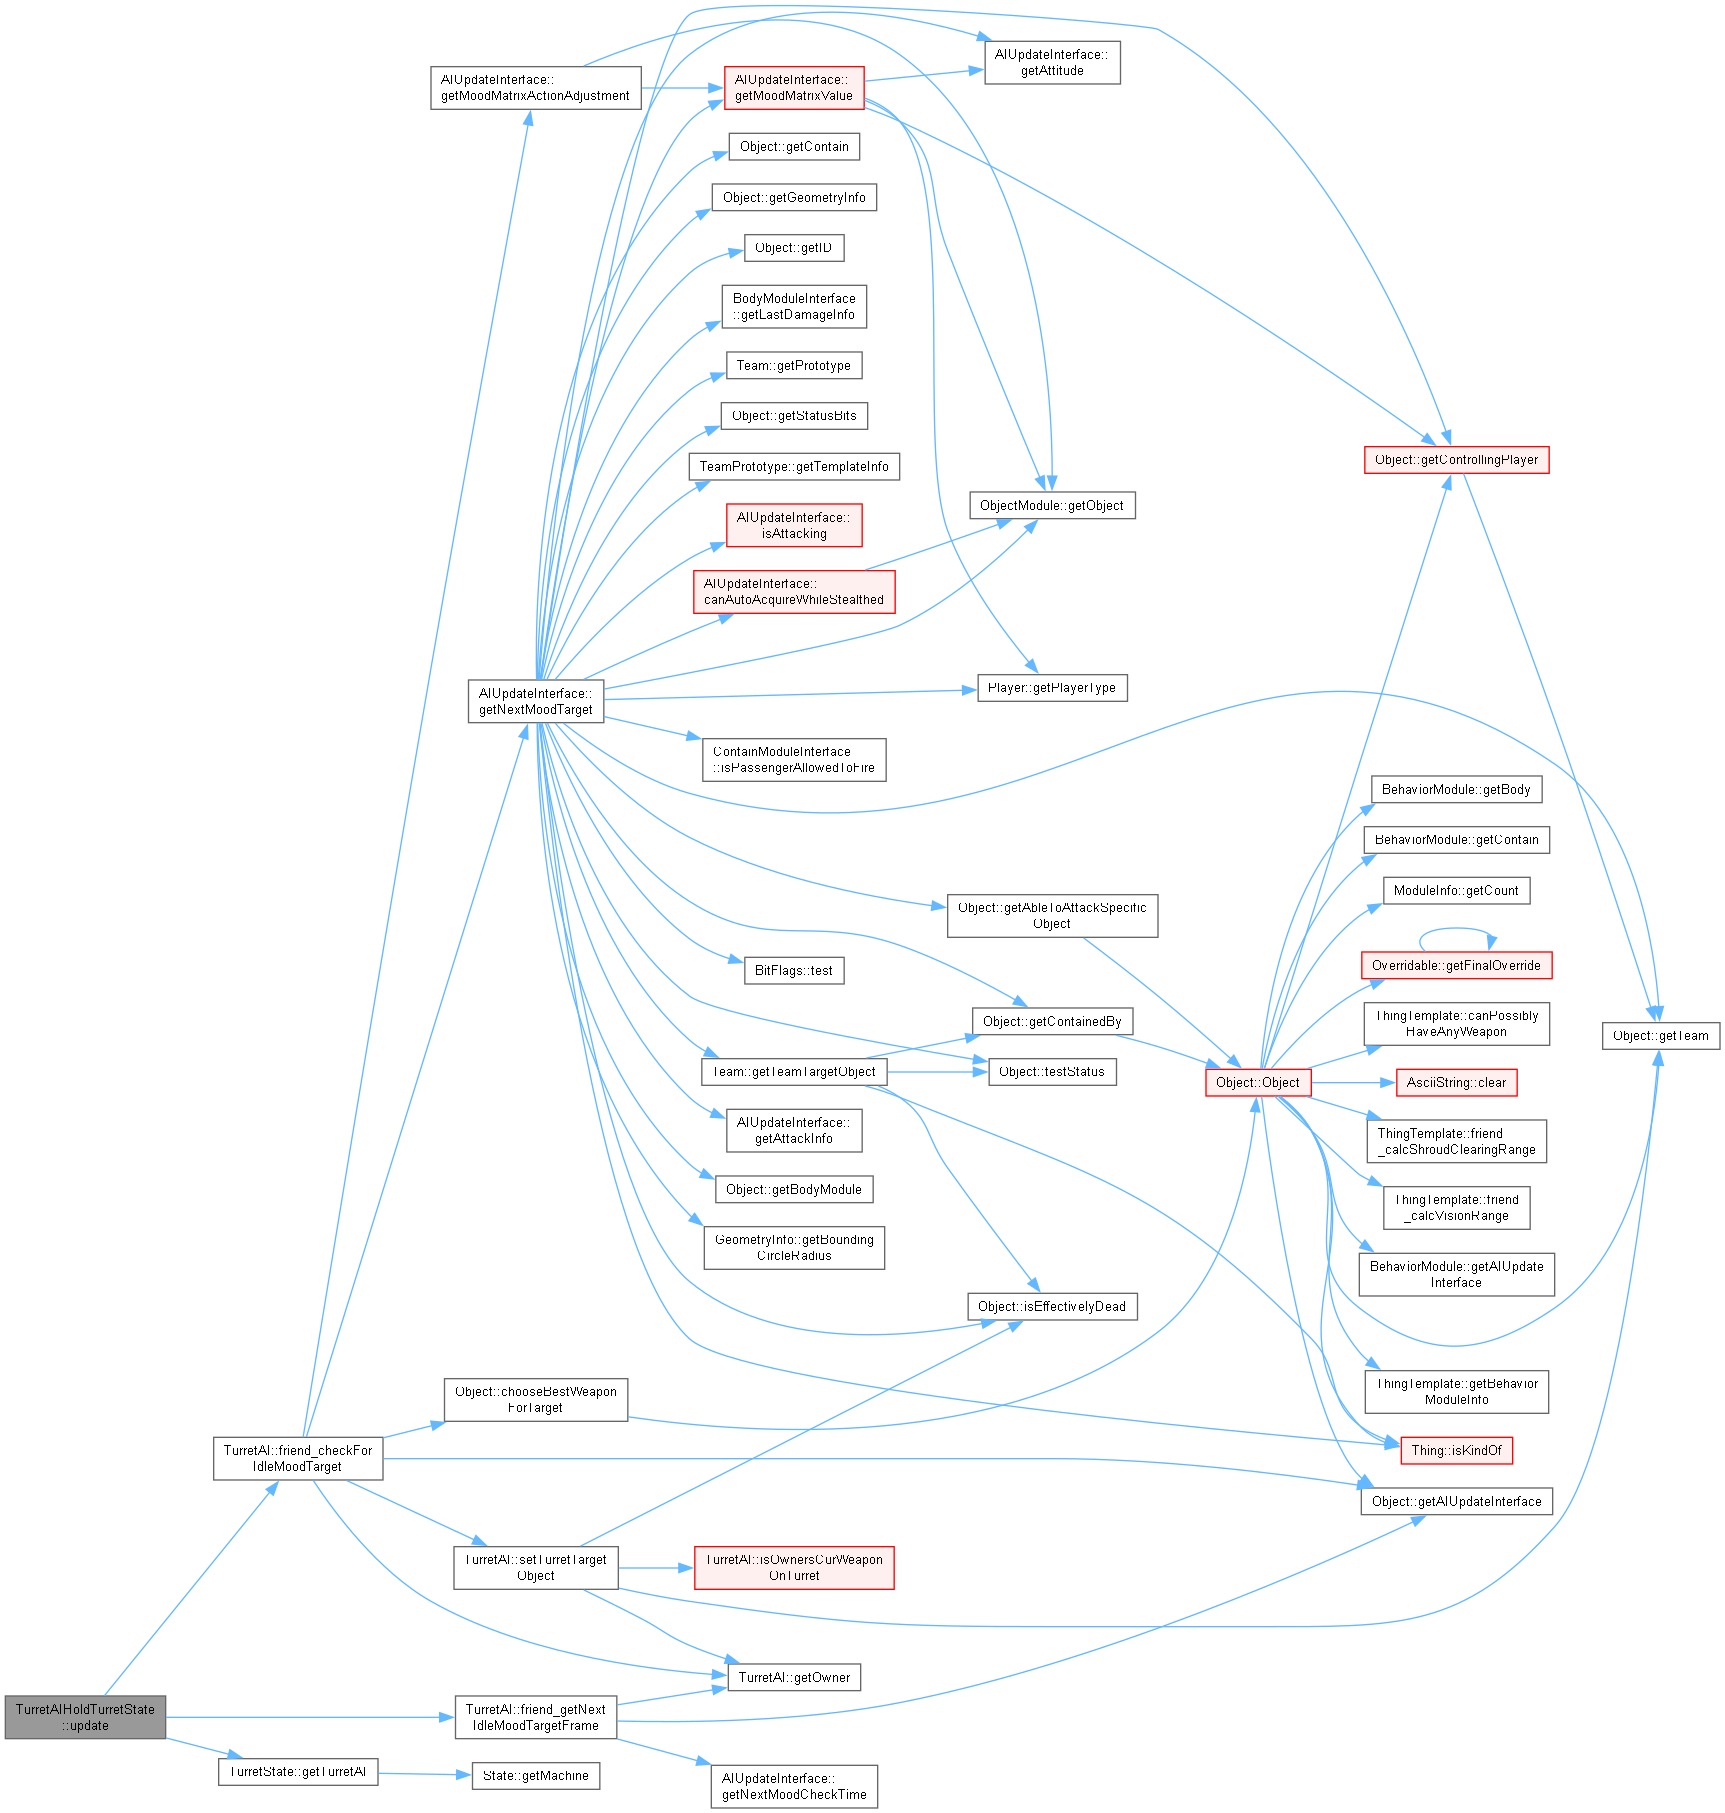 AIUpdateInterface::
getAttitude
AIUpdateInterface::
getMoodMatrixActionAdjustment
AIUpdateInterface::
getMoodMatrixValue
Object::getContain
Object::getGeometryInfo
Object::getID
BodyModuleInterface
::getLastDamageInfo
Team::getPrototype
Object::getStatusBits
Object::getControllingPlayer
TeamPrototype::getTemplateInfo
ObjectModule::getObject
AIUpdateInterface::
isAttacking
AIUpdateInterface::
canAutoAcquireWhileStealthed
AIUpdateInterface::
getNextMoodTarget
Player::getPlayerType
ContainModuleInterface
::isPassengerAllowedToFire
BehaviorModule::getBody
BehaviorModule::getContain
ModuleInfo::getCount
Object::getAbleToAttackSpecific
Object
BitFlags::test
Overridable::getFinalOverride
Object::getContainedBy
ThingTemplate::canPossibly
HaveAnyWeapon
Object::getTeam
Team::getTeamTargetObject
Object::testStatus
Object::Object
AsciiString::clear
AIUpdateInterface::
getAttackInfo
ThingTemplate::friend
_calcShroudClearingRange
Object::getBodyModule
ThingTemplate::friend
_calcVisionRange
GeometryInfo::getBounding
CircleRadius
BehaviorModule::getAIUpdate
Interface
Object::isEffectivelyDead
Object::chooseBestWeapon
ForTarget
ThingTemplate::getBehavior
ModuleInfo
TurretAI::friend_checkFor
IdleMoodTarget
Thing::isKindOf
Object::getAIUpdateInterface
TurretAI::setTurretTarget
Object
TurretAI::isOwnersCurWeapon
OnTurret
TurretAI::getOwner
TurretAIHoldTurretState
::update
TurretAI::friend_getNext
IdleMoodTargetFrame
TurretState::getTurretAI
State::getMachine
AIUpdateInterface::
getNextMoodCheckTime